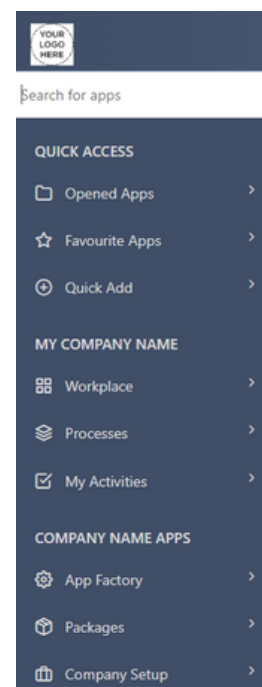 YOUR
LOGO
HERE
Search for apps
QUICK ACCESS
Opened Apps
Favourite Apps
Quick Add
MY COMPANY NAME
Workplace
Processes
My Activities
COMPANY NAME APPS
App Factory
Packages
Company Setup